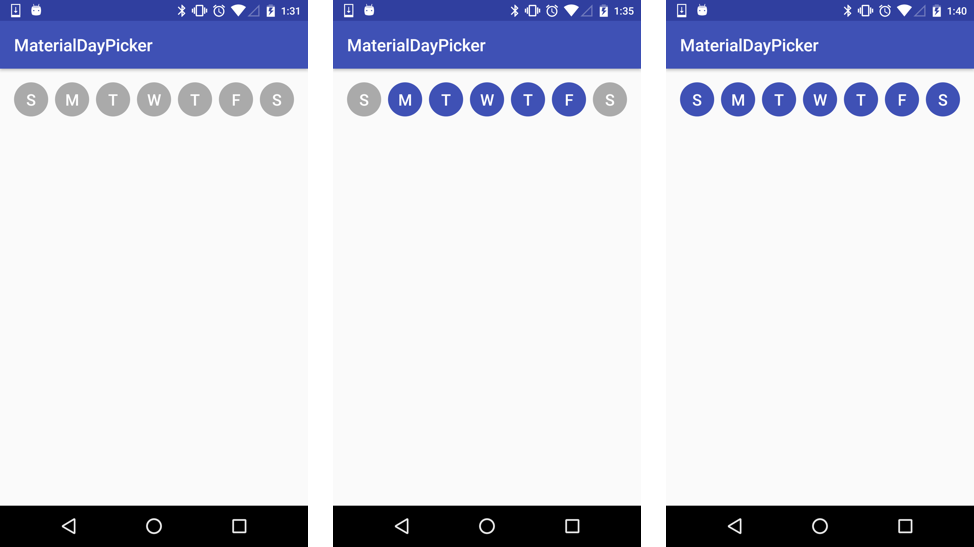 1:31
MaterialDayPicker
S M T W T F S
1:35
MaterialDayPicker
S M T W T F S
1:40
MaterialDayPicker
S M T W T F S